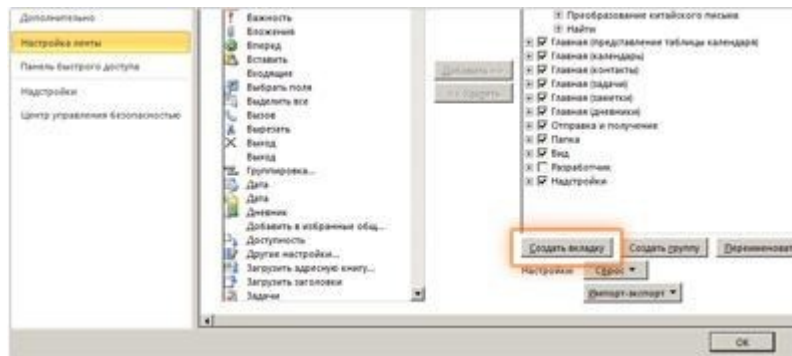 Дополнительно
Настройка ленты
Панель быстрого доступа
Надстройки
Центр управления безопасностью
Важность
Вложения
Вперед
Вставить
Входящие
Выбрать поля
Выделить все
Вызов
Вырезать
Выход
Выход
Группировка...
Дата
Дата
Дневник
Добавить в избранные общ...
Доступность
Другие настройки...
Загрузить адресную книгу...
Загрузить заголовки
Задачи
Добавить >>
<< Удалить
Преобразование китайского письма
Найти
Главная (представление таблицы календаря)
Главная (календарь)
Главная (контакты)
Главная (задачи)
Главная (заметки)
Главная (дневники)
Отправка и получение
Папка
Вид
Разработчик
Надстройки
Создать вкладку
Создать группу
Переименоват
Настройки
Сброс
Импорт-экспорт
ОК